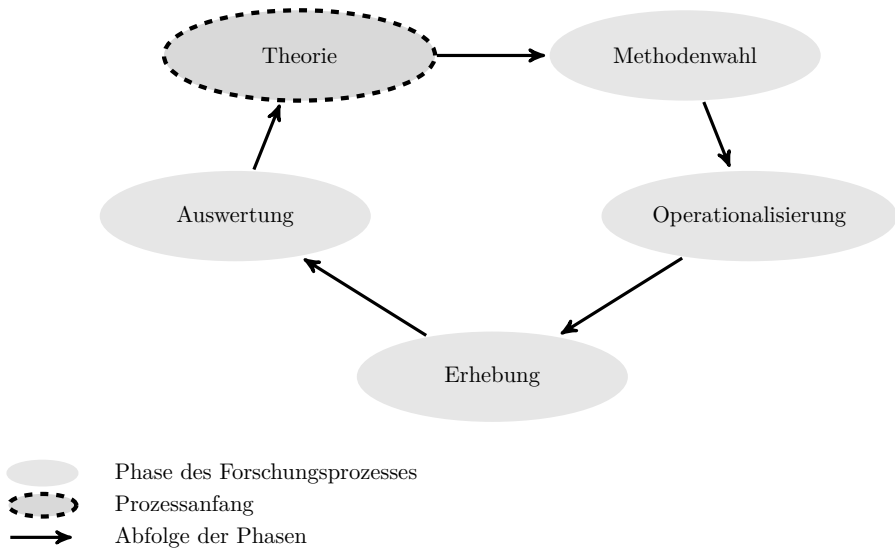 Theorie
Methodenwahl
Auswertung
Operationalisierung
Erhebung
Phase des Forschungsprozesses
Prozessanfang
Abfolge der Phasen